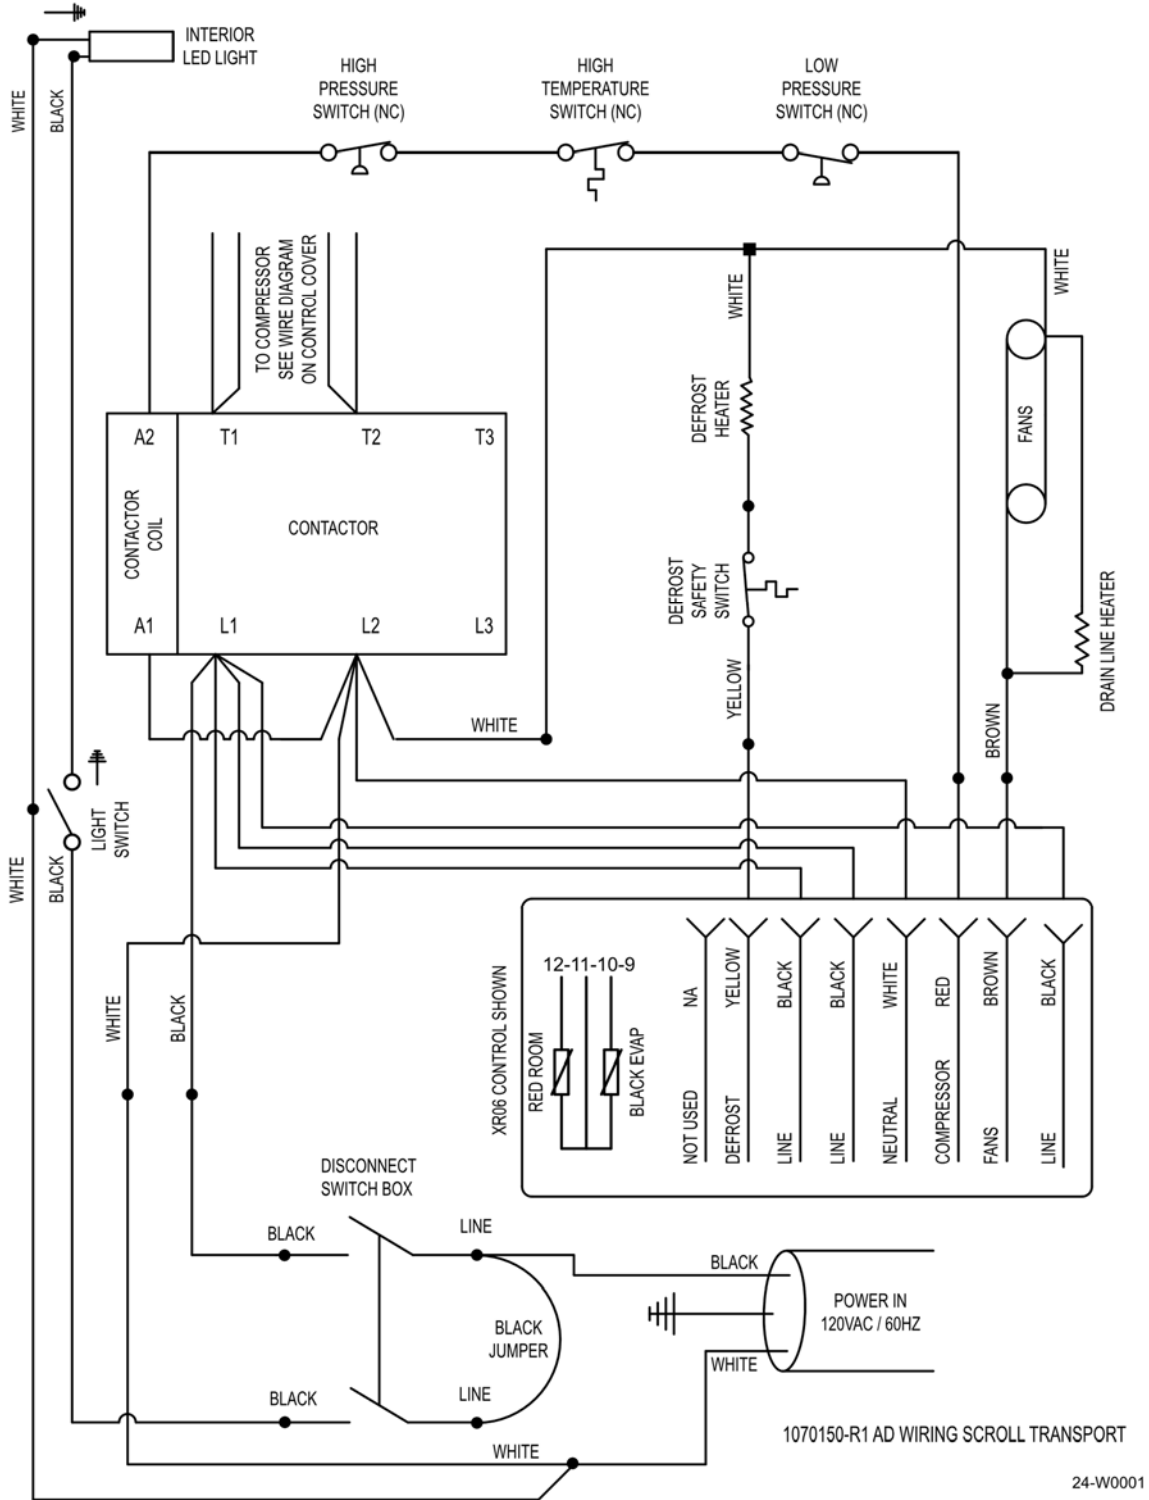 INTERIOR
LED LIGHT
WHITE
BLACK
HIGH
PRESSURE
SWITCH (NC)
HIGH
TEMPERATURE
SWITCH (NC)
LOW
PRESSURE
SWITCH (NC)
TO COMPRESSOR
SEE WIRE DIAGRAM
ON CONTROL COVER
WHITE
WHITE
A2
T1
T2
T3
CONTACTOR
COIL
CONTACTOR
A1
L1
L2
L3
DEFROST
HEATER
FANS
DEFROST
SAFETY
SWITCH
DRAIN LINE HEATER
YELLOW
BROWN
WHITE
LIGHT
SWITCH
WHITE
BLACK
WHITE
BLACK
XR06 CONTROL SHOWN
12-11-10-9
RED ROOM
BLACK EVAP
NA
YELLOW
BLACK
BLACK
WHITE
RED
BROWN
BLACK
NOT USED
DEFROST
LINE
LINE
NEUTRAL
COMPRESSOR
FANS
LINE
DISCONNECT
SWITCH BOX
BLACK
LINE
BLACK
JUMPER
BLACK
LINE
WHITE
BLACK
POWER IN
120VAC / 60HZ
WHITE
1070150-R1 AD WIRING SCROLL TRANSPORT
24-W0001